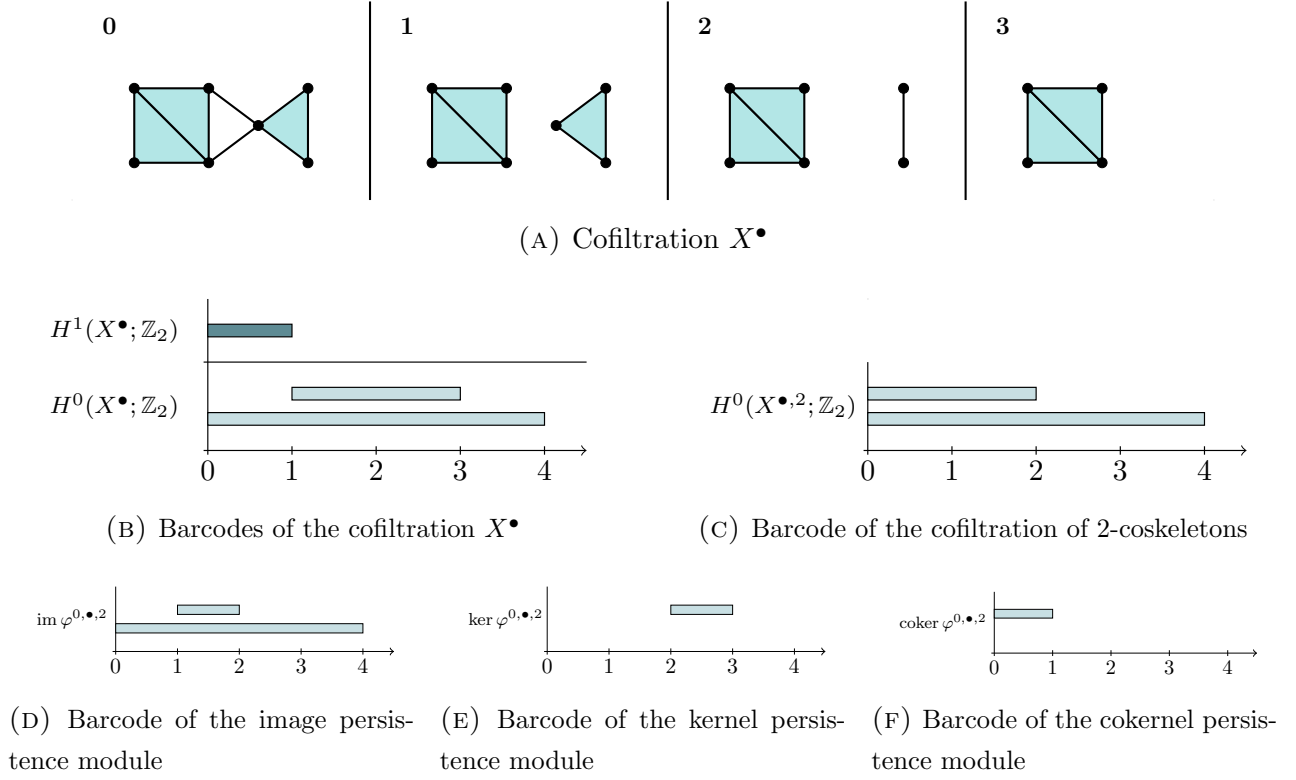 0 1 2 3
(A) Cofiltration X•
H¹(X•; ℤ₂)
H⁰(X•; ℤ₂)
0 1 2 3 4
(B) Barcodes of the cofiltration X•
H⁰(X•,²; ℤ₂)
0 1 2 3 4
(C) Barcode of the cofiltration of 2-coskeletons
im φ⁰,•,²
0 1 2 3 4
(D) Barcode of the image persis-
tence module
ker φ⁰,•,²
0 1 2 3 4
(E) Barcode of the kernel persis-
tence module
coker φ⁰,•,²
0 1 2 3 4
(F) Barcode of the cokernel persis-
tence module